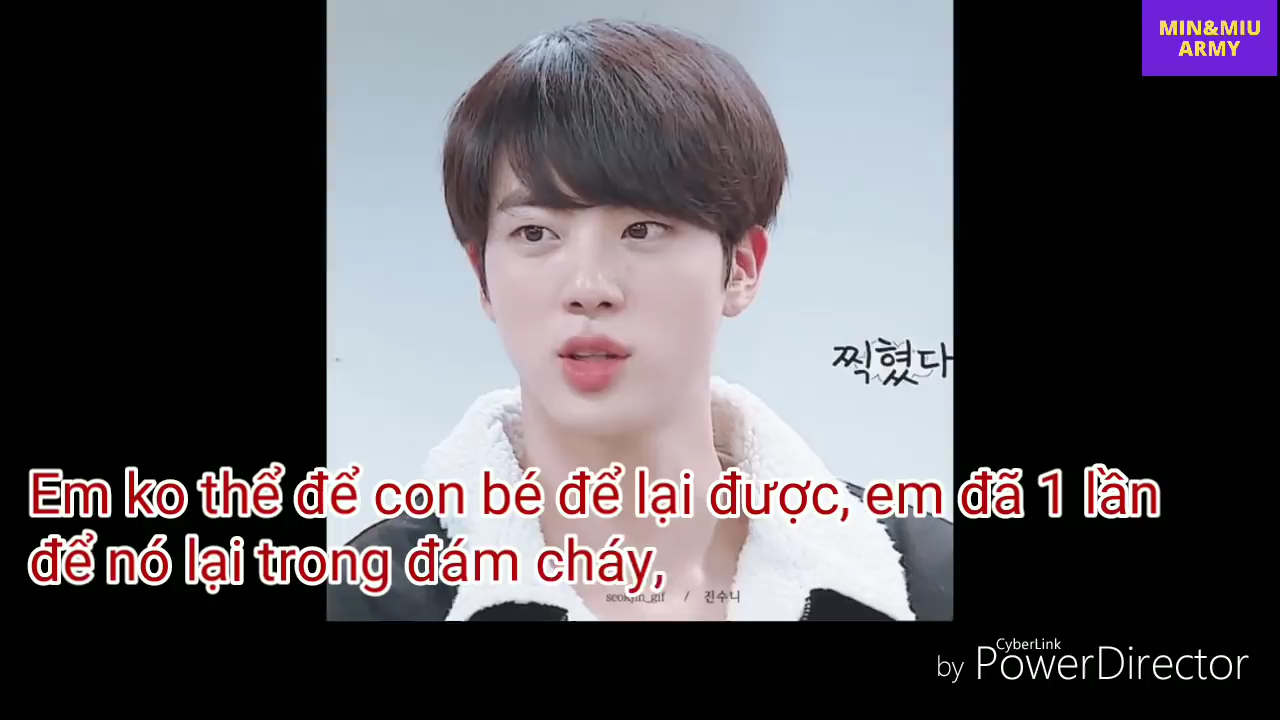 MIN&MIU
ARMY
찍혔다
Em ko thể để con bé để lại được, em đã 1 lần
để nó lại trong đám cháy,
seokjin_gif / 진수니
CyberLink
by PowerDirector